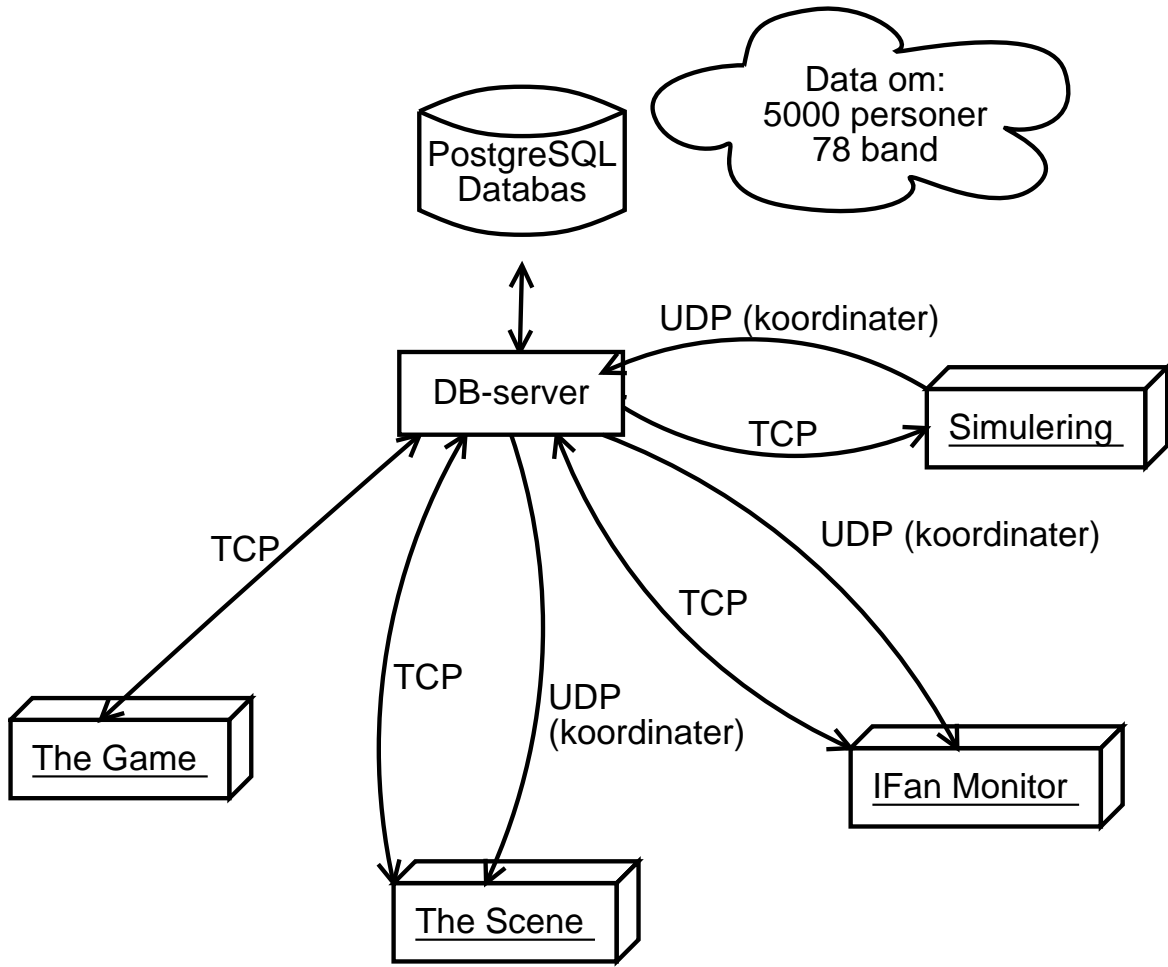 Data om:
5000 personer
78 band
PostgreSQL
Databas
UDP (koordinater)
DB-server
TCP
Simulering
UDP (koordinater)
TCP
TCP
TCP
UDP
(koordinater)
The Game
IFan Monitor
The Scene